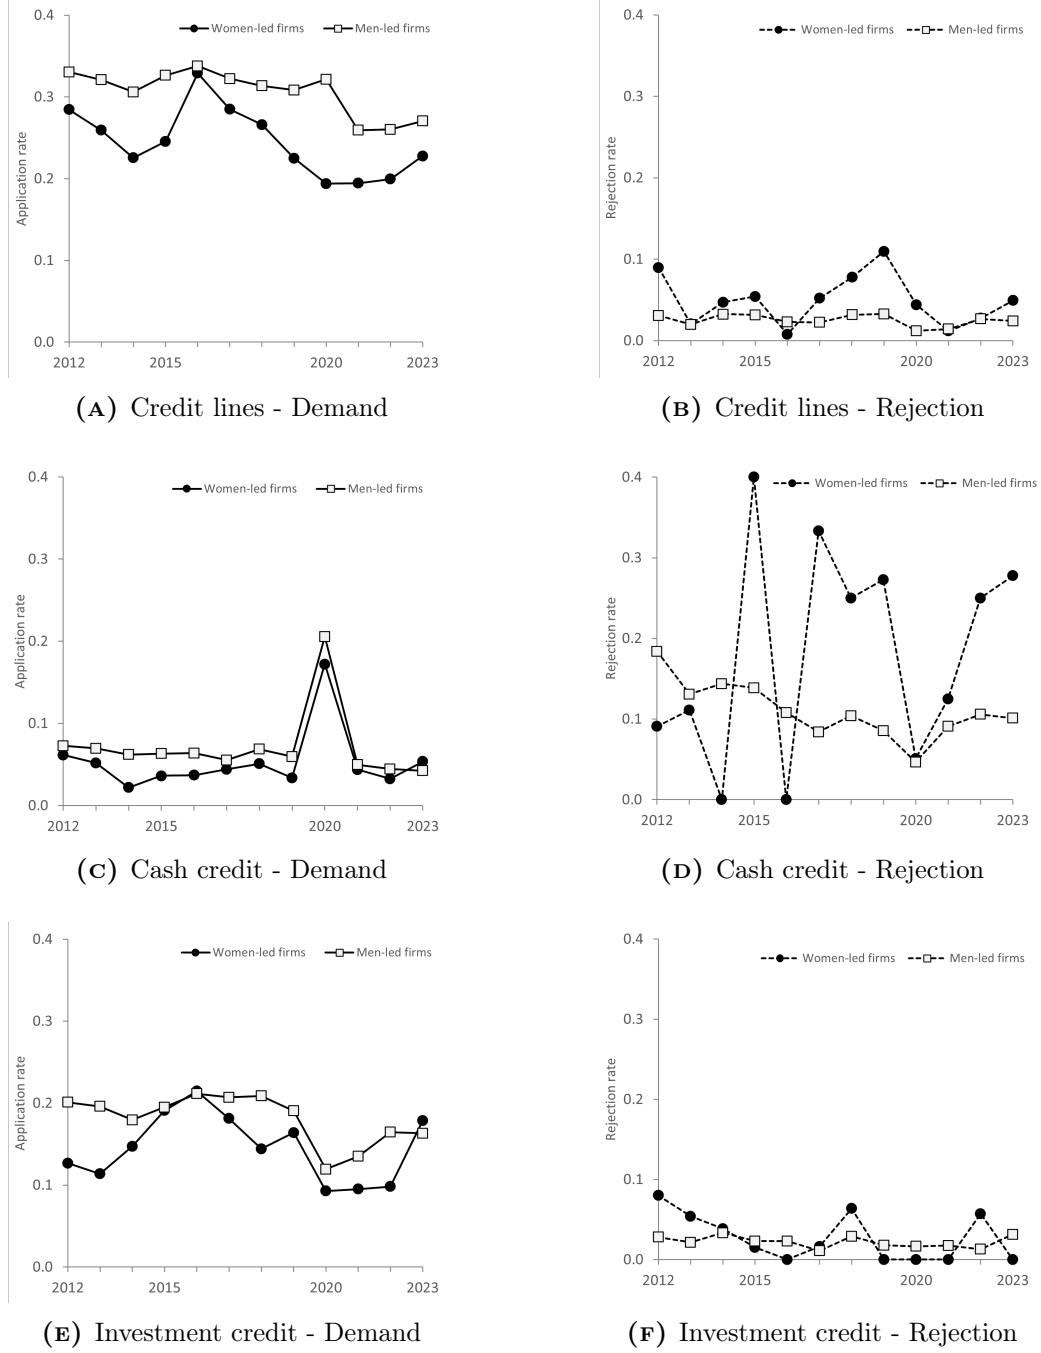 Women-led firms Men-led firms
Application rate
0.4
0.3
0.2
0.1
0.0
2012 2015 2020 2023
(A) Credit lines - Demand
Women-led firms Men-led firms
Rejection rate
0.4
0.3
0.2
0.1
0.0
2012 2015 2020 2023
(B) Credit lines - Rejection
Women-led firms Men-led firms
Application rate
0.4
0.3
0.2
0.1
0.0
2012 2015 2020 2023
(C) Cash credit - Demand
Women-led firms Men-led firms
Rejection rate
0.4
0.3
0.2
0.1
0.0
2012 2015 2020 2023
(D) Cash credit - Rejection
Women-led firms Men-led firms
Application rate
0.4
0.3
0.2
0.1
0.0
2012 2015 2020 2023
(E) Investment credit - Demand
Women-led firms Men-led firms
Rejection rate
0.4
0.3
0.2
0.1
0.0
2012 2015 2020 2023
(F) Investment credit - Rejection